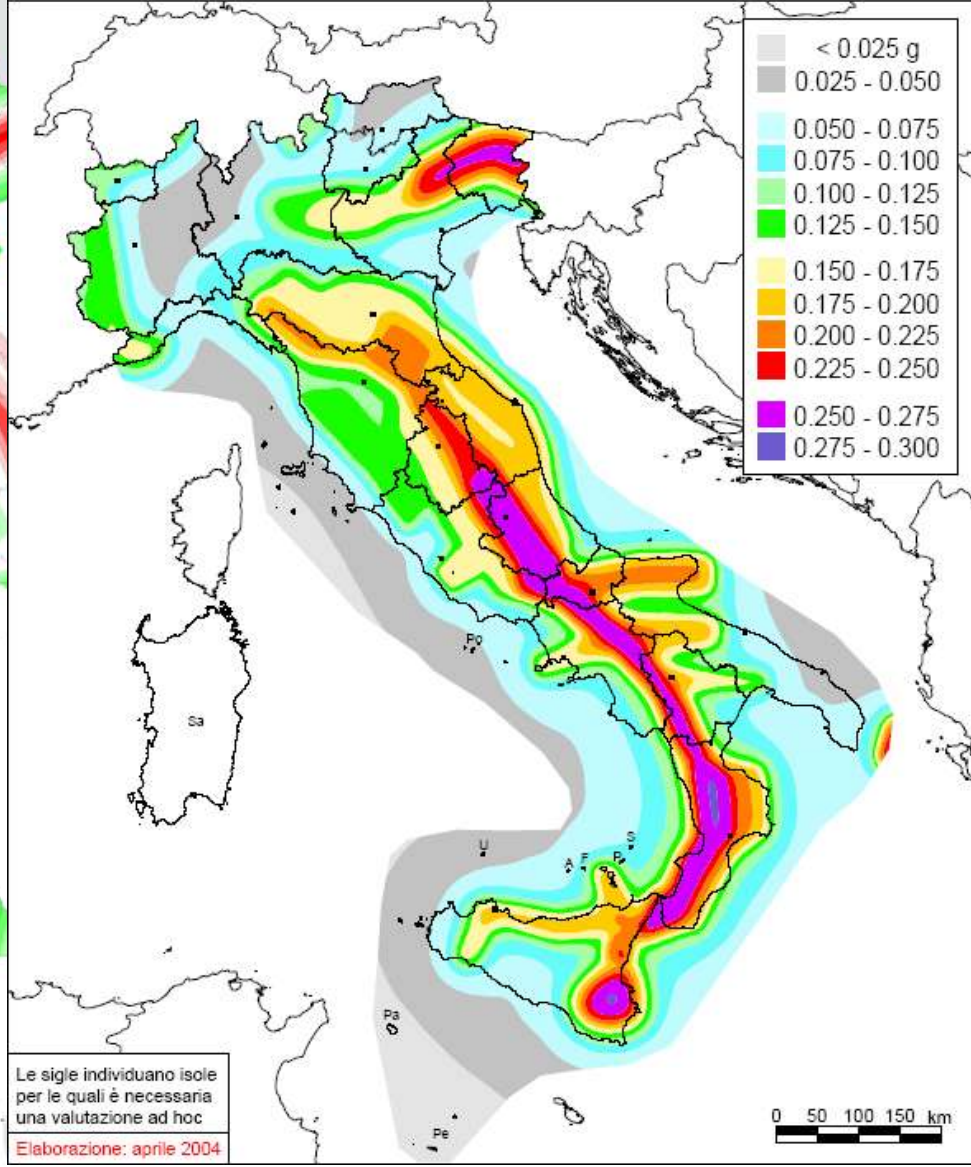 < 0.025 g
0.025 - 0.050
0.050 - 0.075
0.075 - 0.100
0.100 - 0.125
0.125 - 0.150
0.150 - 0.175
0.175 - 0.200
0.200 - 0.225
0.225 - 0.250
0.250 - 0.275
0.275 - 0.300
Po
Sa
U
S
A F P
Pa
Pe
Le sigle individuano isole
per le quali è necessaria
una valutazione ad hoc
Elaborazione: aprile 2004
0 50 100 150 km